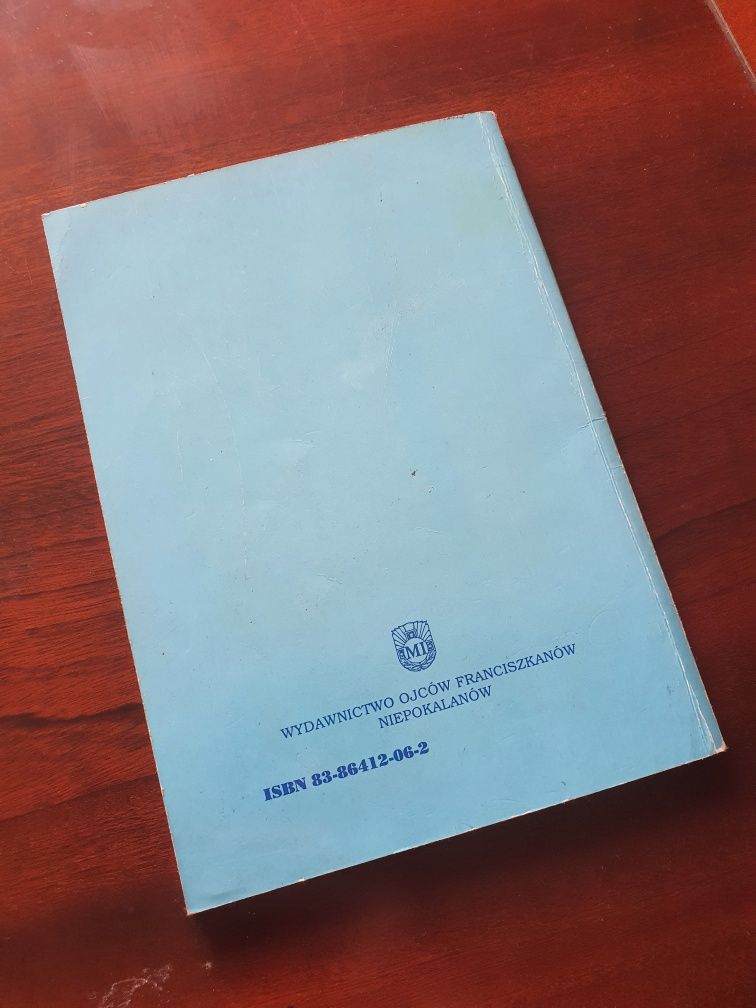 MI
WYDAWNICTWO OJCÓW FRANCISZKANÓW
NIEPOKALANÓW
ISBN 83-86412-06-2